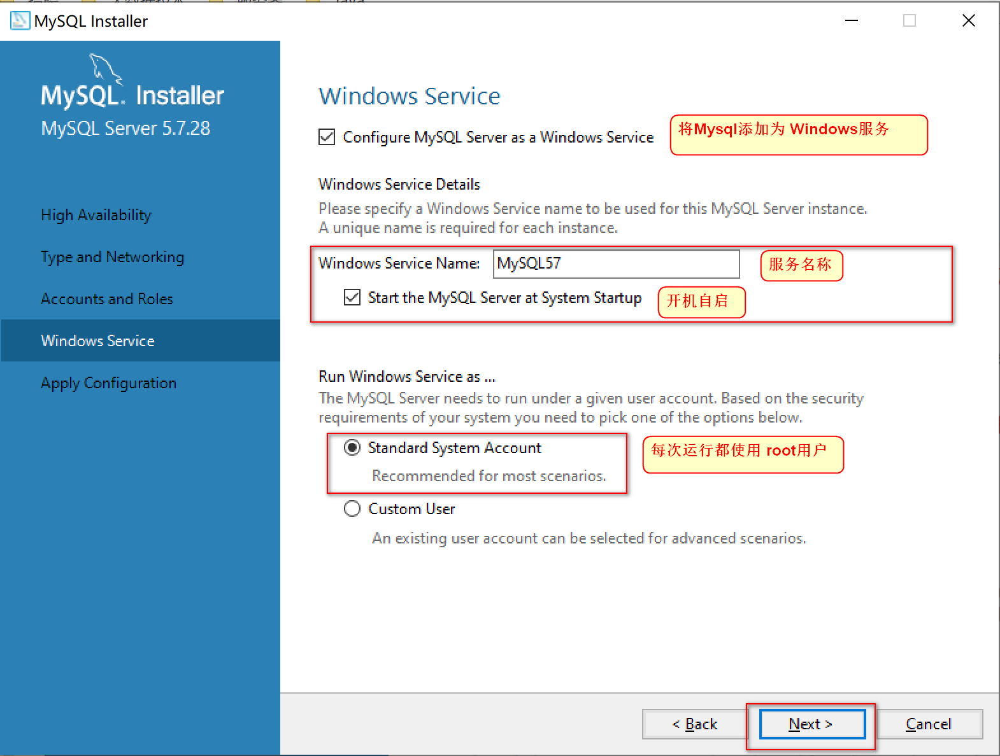 MySQL Installer
MySQL. Installer
MySQL Server 5.7.28
High Availability
Type and Networking
Accounts and Roles
Windows Service
Apply Configuration
Windows Service
Configure MySQL Server as a Windows Service
将Mysql添加为 Windows服务
Windows Service Details
Please specify a Windows Service name to be used for this MySQL Server instance.
A unique name is required for each instance.
Windows Service Name:
MySQL57
服务名称
Start the MySQL Server at System Startup
开机自启
Run Windows Service as ...
The MySQL Server needs to run under a given user account. Based on the security
requirements of your system you need to pick one of the options below.
Standard System Account
每次运行都使用 root用户
Recommended for most scenarios.
Custom User
An existing user account can be selected for advanced scenarios.
< Back
Next >
Cancel